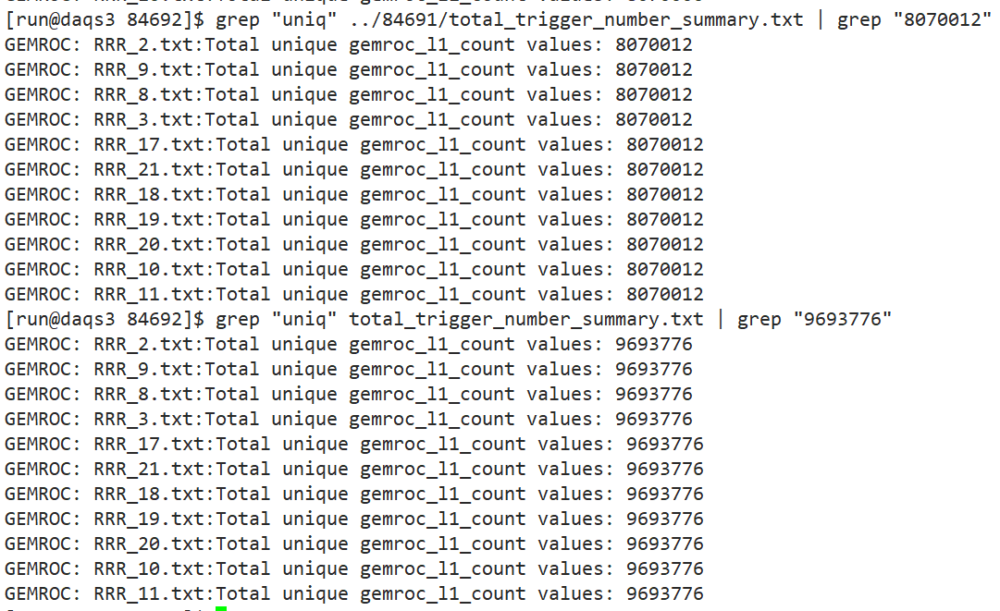 [run@daqs3 84692]$ grep "uniq" ../84691/total_trigger_number_summary.txt | grep "8070012"
GEMROC: RRR_2.txt:Total unique gemroc_l1_count values: 8070012
GEMROC: RRR_9.txt:Total unique gemroc_l1_count values: 8070012
GEMROC: RRR_8.txt:Total unique gemroc_l1_count values: 8070012
GEMROC: RRR_3.txt:Total unique gemroc_l1_count values: 8070012
GEMROC: RRR_17.txt:Total unique gemroc_l1_count values: 8070012
GEMROC: RRR_21.txt:Total unique gemroc_l1_count values: 8070012
GEMROC: RRR_18.txt:Total unique gemroc_l1_count values: 8070012
GEMROC: RRR_19.txt:Total unique gemroc_l1_count values: 8070012
GEMROC: RRR_20.txt:Total unique gemroc_l1_count values: 8070012
GEMROC: RRR_10.txt:Total unique gemroc_l1_count values: 8070012
GEMROC: RRR_11.txt:Total unique gemroc_l1_count values: 8070012
[run@daqs3 84692]$ grep "uniq" total_trigger_number_summary.txt | grep "9693776"
GEMROC: RRR_2.txt:Total unique gemroc_l1_count values: 9693776
GEMROC: RRR_9.txt:Total unique gemroc_l1_count values: 9693776
GEMROC: RRR_8.txt:Total unique gemroc_l1_count values: 9693776
GEMROC: RRR_3.txt:Total unique gemroc_l1_count values: 9693776
GEMROC: RRR_17.txt:Total unique gemroc_l1_count values: 9693776
GEMROC: RRR_21.txt:Total unique gemroc_l1_count values: 9693776
GEMROC: RRR_18.txt:Total unique gemroc_l1_count values: 9693776
GEMROC: RRR_19.txt:Total unique gemroc_l1_count values: 9693776
GEMROC: RRR_20.txt:Total unique gemroc_l1_count values: 9693776
GEMROC: RRR_10.txt:Total unique gemroc_l1_count values: 9693776
GEMROC: RRR_11.txt:Total unique gemroc_l1_count values: 9693776